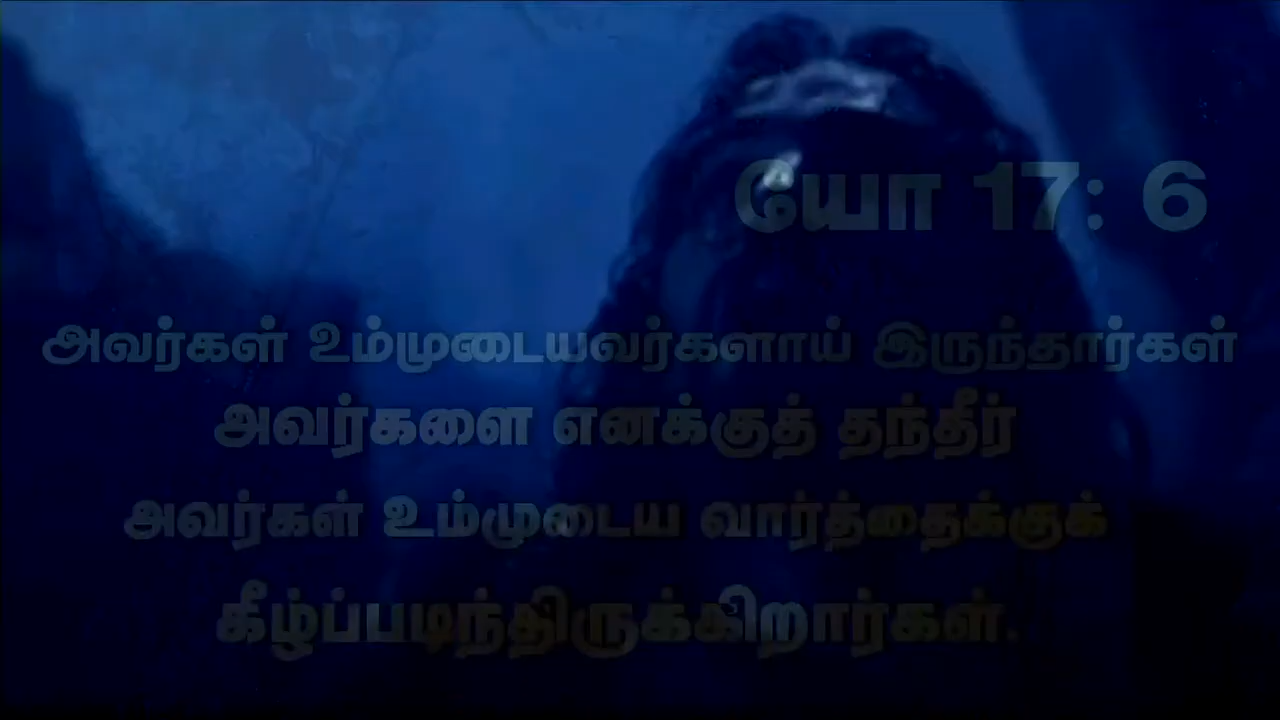 யோ 17: 6
அவர்கள் உம்முடையவர்களாய் இருந்தார்கள்
அவர்களை எனக்குத் தந்தீர்
அவர்கள் உம்முடைய வார்த்தைக்குக்
கீழ்ப்படிந்திருக்கிறார்கள்.